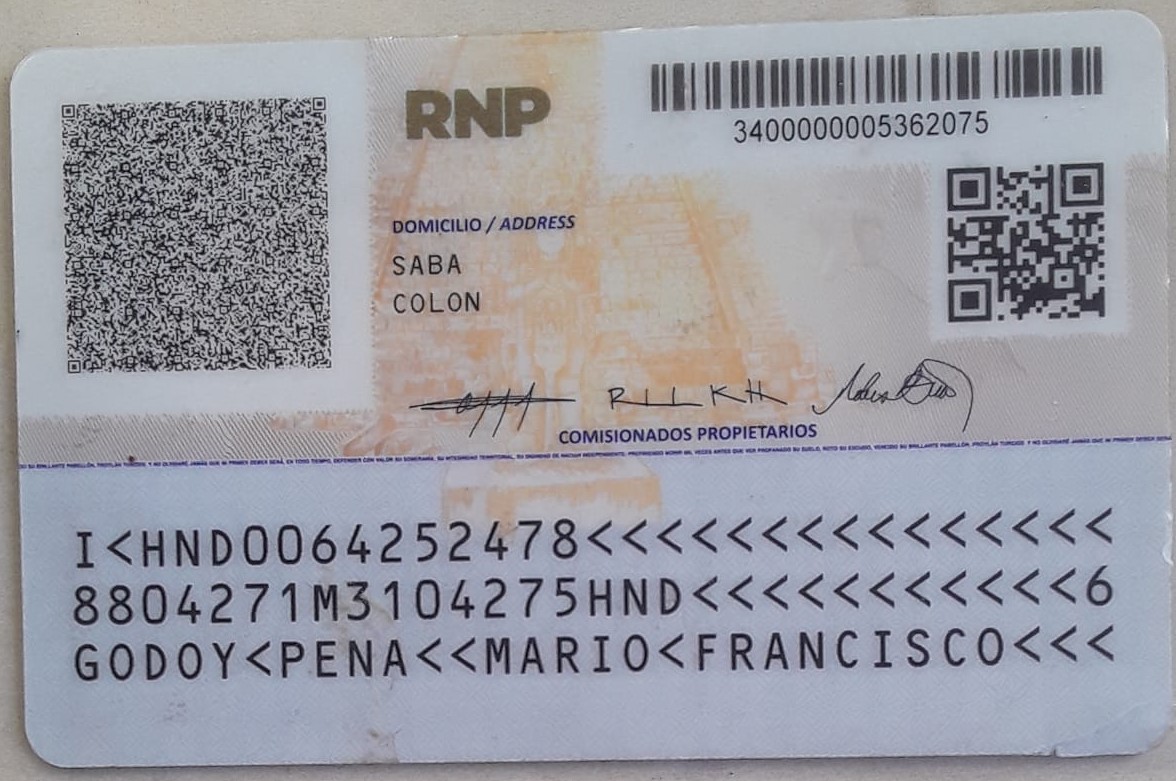 RNP
3400000005362075
DOMICILIO / ADDRESS
SABA
COLON
COMISIONADOS PROPIETARIOS
I<HND0064252478<<<<<<<<<<<<<<<
8804271M3104275HND<<<<<<<<<<<6
GODOY<PENA<<MARIO<FRANCISCO<<<